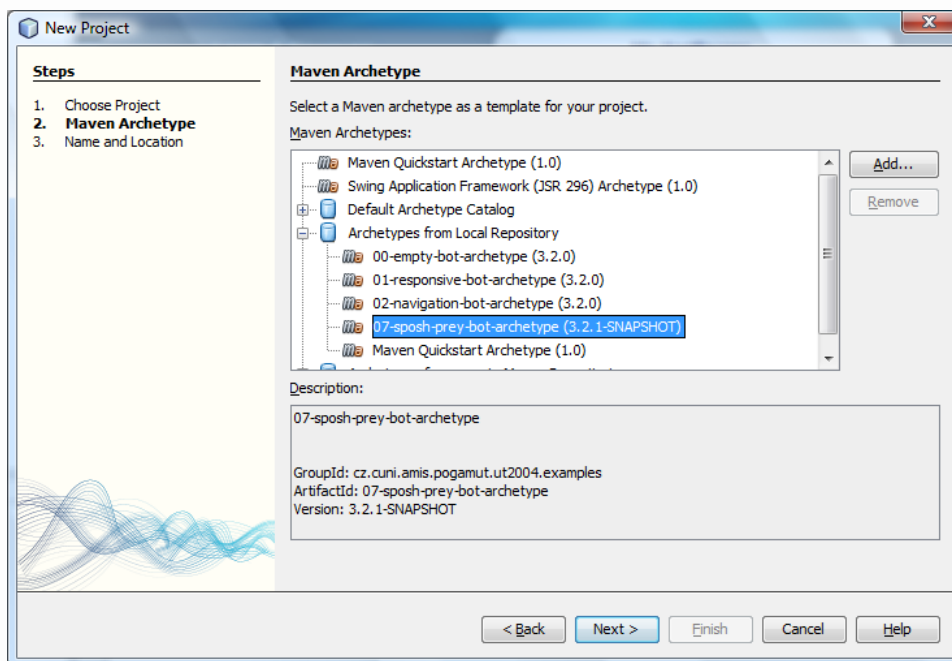 New Project
Steps
1. Choose Project
2. Maven Archetype
3. Name and Location
Maven Archetype
Select a Maven archetype as a template for your project.
Maven Archetypes:
Maven Quickstart Archetype (1.0)
Swing Application Framework (JSR 296) Archetype (1.0)
Default Archetype Catalog
Archetypes from Local Repository
00-empty-bot-archetype (3.2.0)
01-responsive-bot-archetype (3.2.0)
02-navigation-bot-archetype (3.2.0)
07-sposh-prey-bot-archetype (3.2.1-SNAPSHOT)
Maven Quickstart Archetype (1.0)
Add...
Remove
Description:
07-sposh-prey-bot-archetype
GroupId: cz.cuni.amis.pogamut.ut2004.examples
ArtifactId: 07-sposh-prey-bot-archetype
Version: 3.2.1-SNAPSHOT
< Back Next > Finish Cancel Help